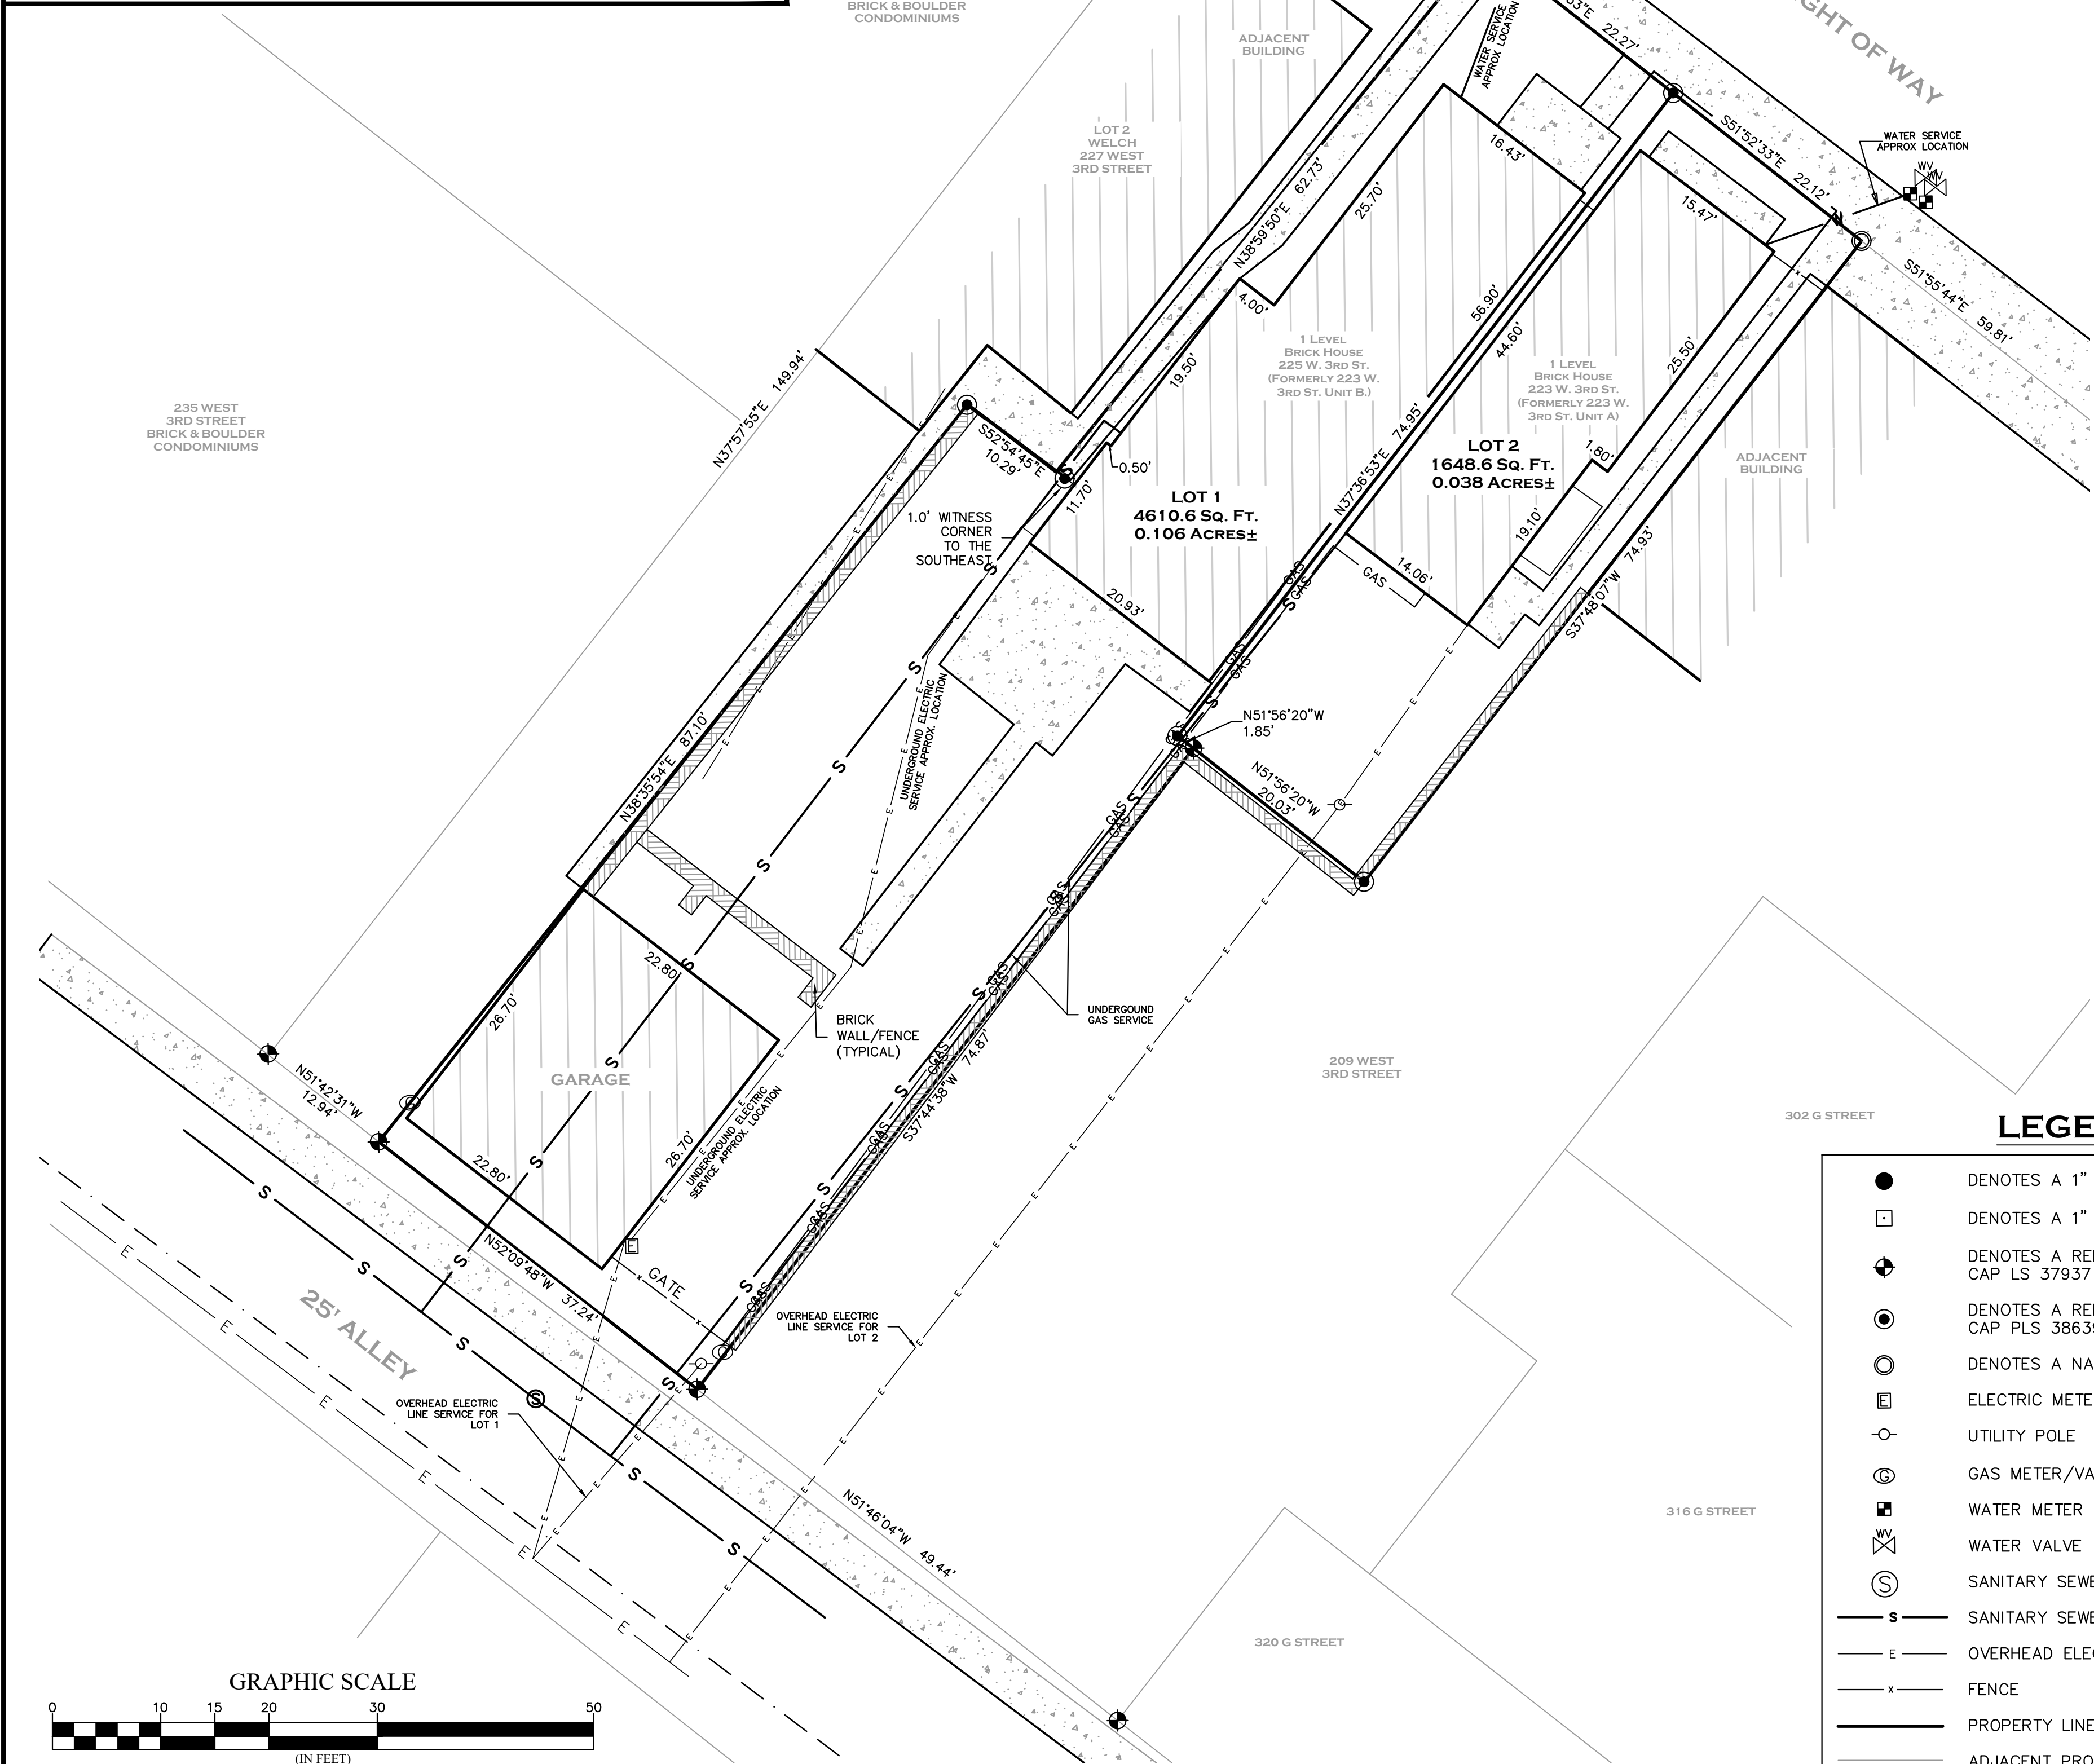 BRICK & BOULDER
CONDOMINIUMS
ADJACENT
BUILDING
WATER SERVICE
APPROX LOCATION
33"E 22.27'
GHT OF WAY
LOT 2
WELCH
227 WEST
3RD STREET
16.43'
S51°52'33"E 22.12'
WATER SERVICE
APPROX LOCATION
WV
WV
N38°59'50"E 62.73'
25.70'
15.47'
S51°55'44"E 59.81'
4.00'
56.90'
44.60'
25.50'
1 LEVEL
BRICK HOUSE
225 W. 3RD ST.
(FORMERLY 223 W.
3RD ST. UNIT B.)
1 LEVEL
BRICK HOUSE
223 W. 3RD ST.
(FORMERLY 223 W.
3RD ST. UNIT A)
19.50'
N37°57'55"E 149.94'
235 WEST
3RD STREET
BRICK & BOULDER
CONDOMINIUMS
S52°54'45"E
10.29'
0.50'
11.70'
N37°36'53"E 74.95'
LOT 2
1648.6 SQ. FT.
0.038 ACRES±
1.80'
ADJACENT
BUILDING
LOT 1
4610.6 SQ. FT.
0.106 ACRES±
1.0' WITNESS
CORNER
TO THE
SOUTHEAST
19.10'
S37°48'07"W 74.93'
14.06'
GAS
GAS
GAS
20.93'
GAS
GAS
UNDERGROUND ELECTRIC
SERVICE APPROX. LOCATION
N51°56'20"W
1.85'
N38°35'54"E 87.10'
N51°56'20"W
20.03'
22.80'
26.70'
BRICK
WALL/FENCE
(TYPICAL)
UNDERGOUND
GAS SERVICE
S37°44'38"W 74.87'
GARAGE
209 WEST
3RD STREET
N51°42'31"W
12.94'
26.70'
22.80'
UNDERGROUND ELECTRIC
SERVICE APPROX. LOCATION
302 G STREET
GATE
N52°09'48"W 37.24'
OVERHEAD ELECTRIC
LINE SERVICE FOR
LOT 2
25' ALLEY
OVERHEAD ELECTRIC
LINE SERVICE FOR
LOT 1
N51°46'04"W 49.44'
316 G STREET
320 G STREET
LEGE
DENOTES A 1"
DENOTES A 1"
DENOTES A RE
CAP LS 37937
DENOTES A RE
CAP PLS 3863
DENOTES A NA
E ELECTRIC METE
UTILITY POLE
G GAS METER/VA
WATER METER
WV WATER VALVE
S SANITARY SEWE
S SANITARY SEWE
E OVERHEAD ELE
x FENCE
PROPERTY LINE
ADJACENT PRO
GRAPHIC SCALE
0 10 15 20 30 50
(IN FEET)